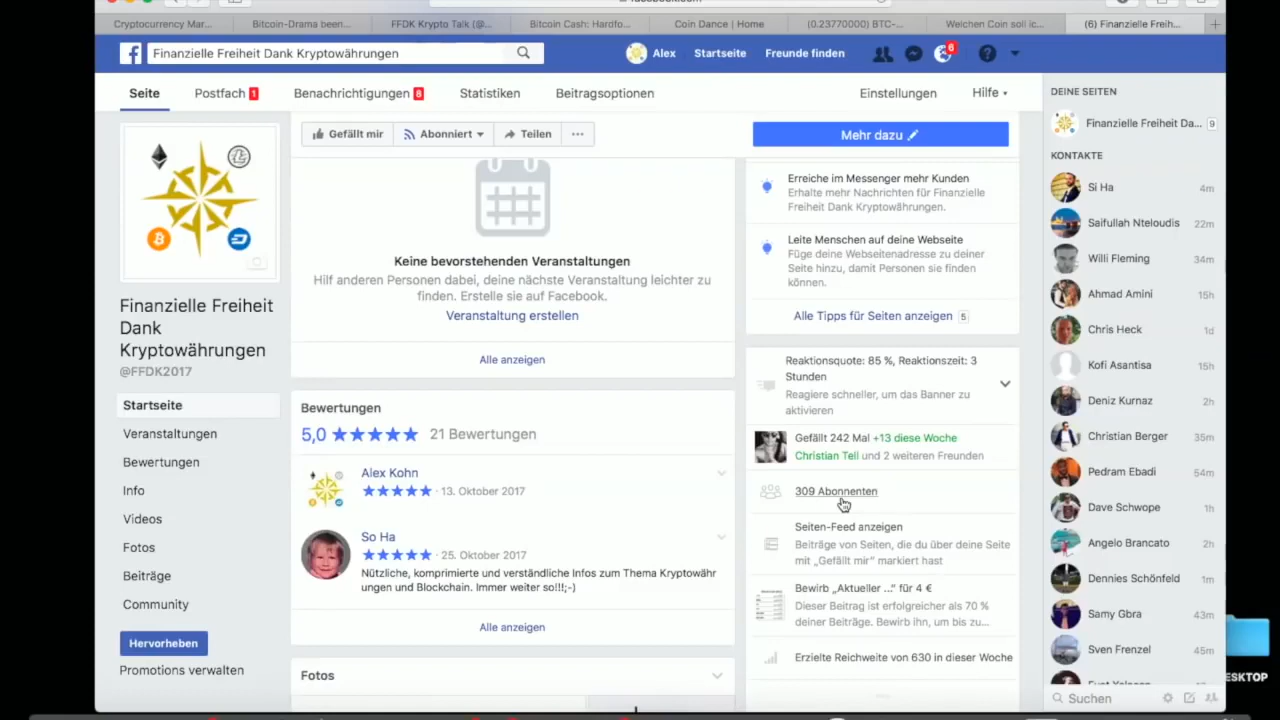 Cryptocurrency Mar... Bitcoin-Drama been... FFDK Krypto Talk (@... Bitcoin Cash: Hardfo... Coin Dance | Home (0.23770000) BTC-... Welchen Coin soll ic... (6) Finanzielle Freih...
Finanzielle Freiheit Dank Kryptowährungen
Alex Startseite Freunde finden 6
Seite Postfach 1 Benachrichtigungen 8 Statistiken Beitragsoptionen Einstellungen Hilfe
Gefällt mir Abonniert Teilen ... Mehr dazu
Finanzielle Freiheit
Dank
Kryptowährungen
@FFDK2017
Startseite
Veranstaltungen
Bewertungen
Info
Videos
Fotos
Beiträge
Community
Hervorheben
Promotions verwalten
Keine bevorstehenden Veranstaltungen
Hilf anderen Personen dabei, deine nächste Veranstaltung leichter zu
finden. Erstelle sie auf Facebook.
Veranstaltung erstellen
Alle anzeigen
Bewertungen
5,0 ★★★★★ 21 Bewertungen
Alex Kohn
★★★★★ · 13. Oktober 2017
So Ha
★★★★★ · 25. Oktober 2017
Nützliche, komprimierte und verständliche Infos zum Thema Kryptowähr
ungen und Blockchain. Immer weiter so!!!;-)
Alle anzeigen
Fotos
Erreiche im Messenger mehr Kunden
Erhalte mehr Nachrichten für Finanzielle
Freiheit Dank Kryptowährungen.
Leite Menschen auf deine Webseite
Füge deine Webseitenadresse zu deiner
Seite hinzu, damit Personen sie finden
können.
Alle Tipps für Seiten anzeigen 5
Reaktionsquote: 85 %, Reaktionszeit: 3
Stunden
Reagiere schneller, um das Banner zu
aktivieren
Gefällt 242 Mal +13 diese Woche
Christian Tell und 2 weiteren Freunden
309 Abonnenten
Seiten-Feed anzeigen
Beiträge von Seiten, die du über deine Seite
mit „Gefällt mir" markiert hast
Bewirb „Aktueller ..." für 4 €
Dieser Beitrag ist erfolgreicher als 70 %
deiner Beiträge. Bewirb ihn, um bis zu...
Erzielte Reichweite von 630 in dieser Woche
DEINE SEITEN
Finanzielle Freiheit Da... 9
KONTAKTE
Si Ha 4m
Saifullah Nteloudis 22m
Willi Fleming 34m
Ahmad Amini 15h
Chris Heck 1d
Kofi Asantisa 15h
Deniz Kurnaz 2h
Christian Berger 35m
Pedram Ebadi 54m
Dave Schwope 1h
Angelo Brancato 2h
Dennies Schönfeld 1m
Samy Gbra 43m
Sven Frenzel 45m
Suchen
ESKTOP